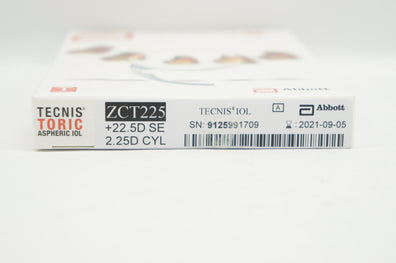 Abbott
TECNIS®
TORIC
ASPHERIC IOL
ZCT225
+22.5D SE
2.25D CYL
TECNIS® IOL
A
Abbott
SN: 9125991709
: 2021-09-05